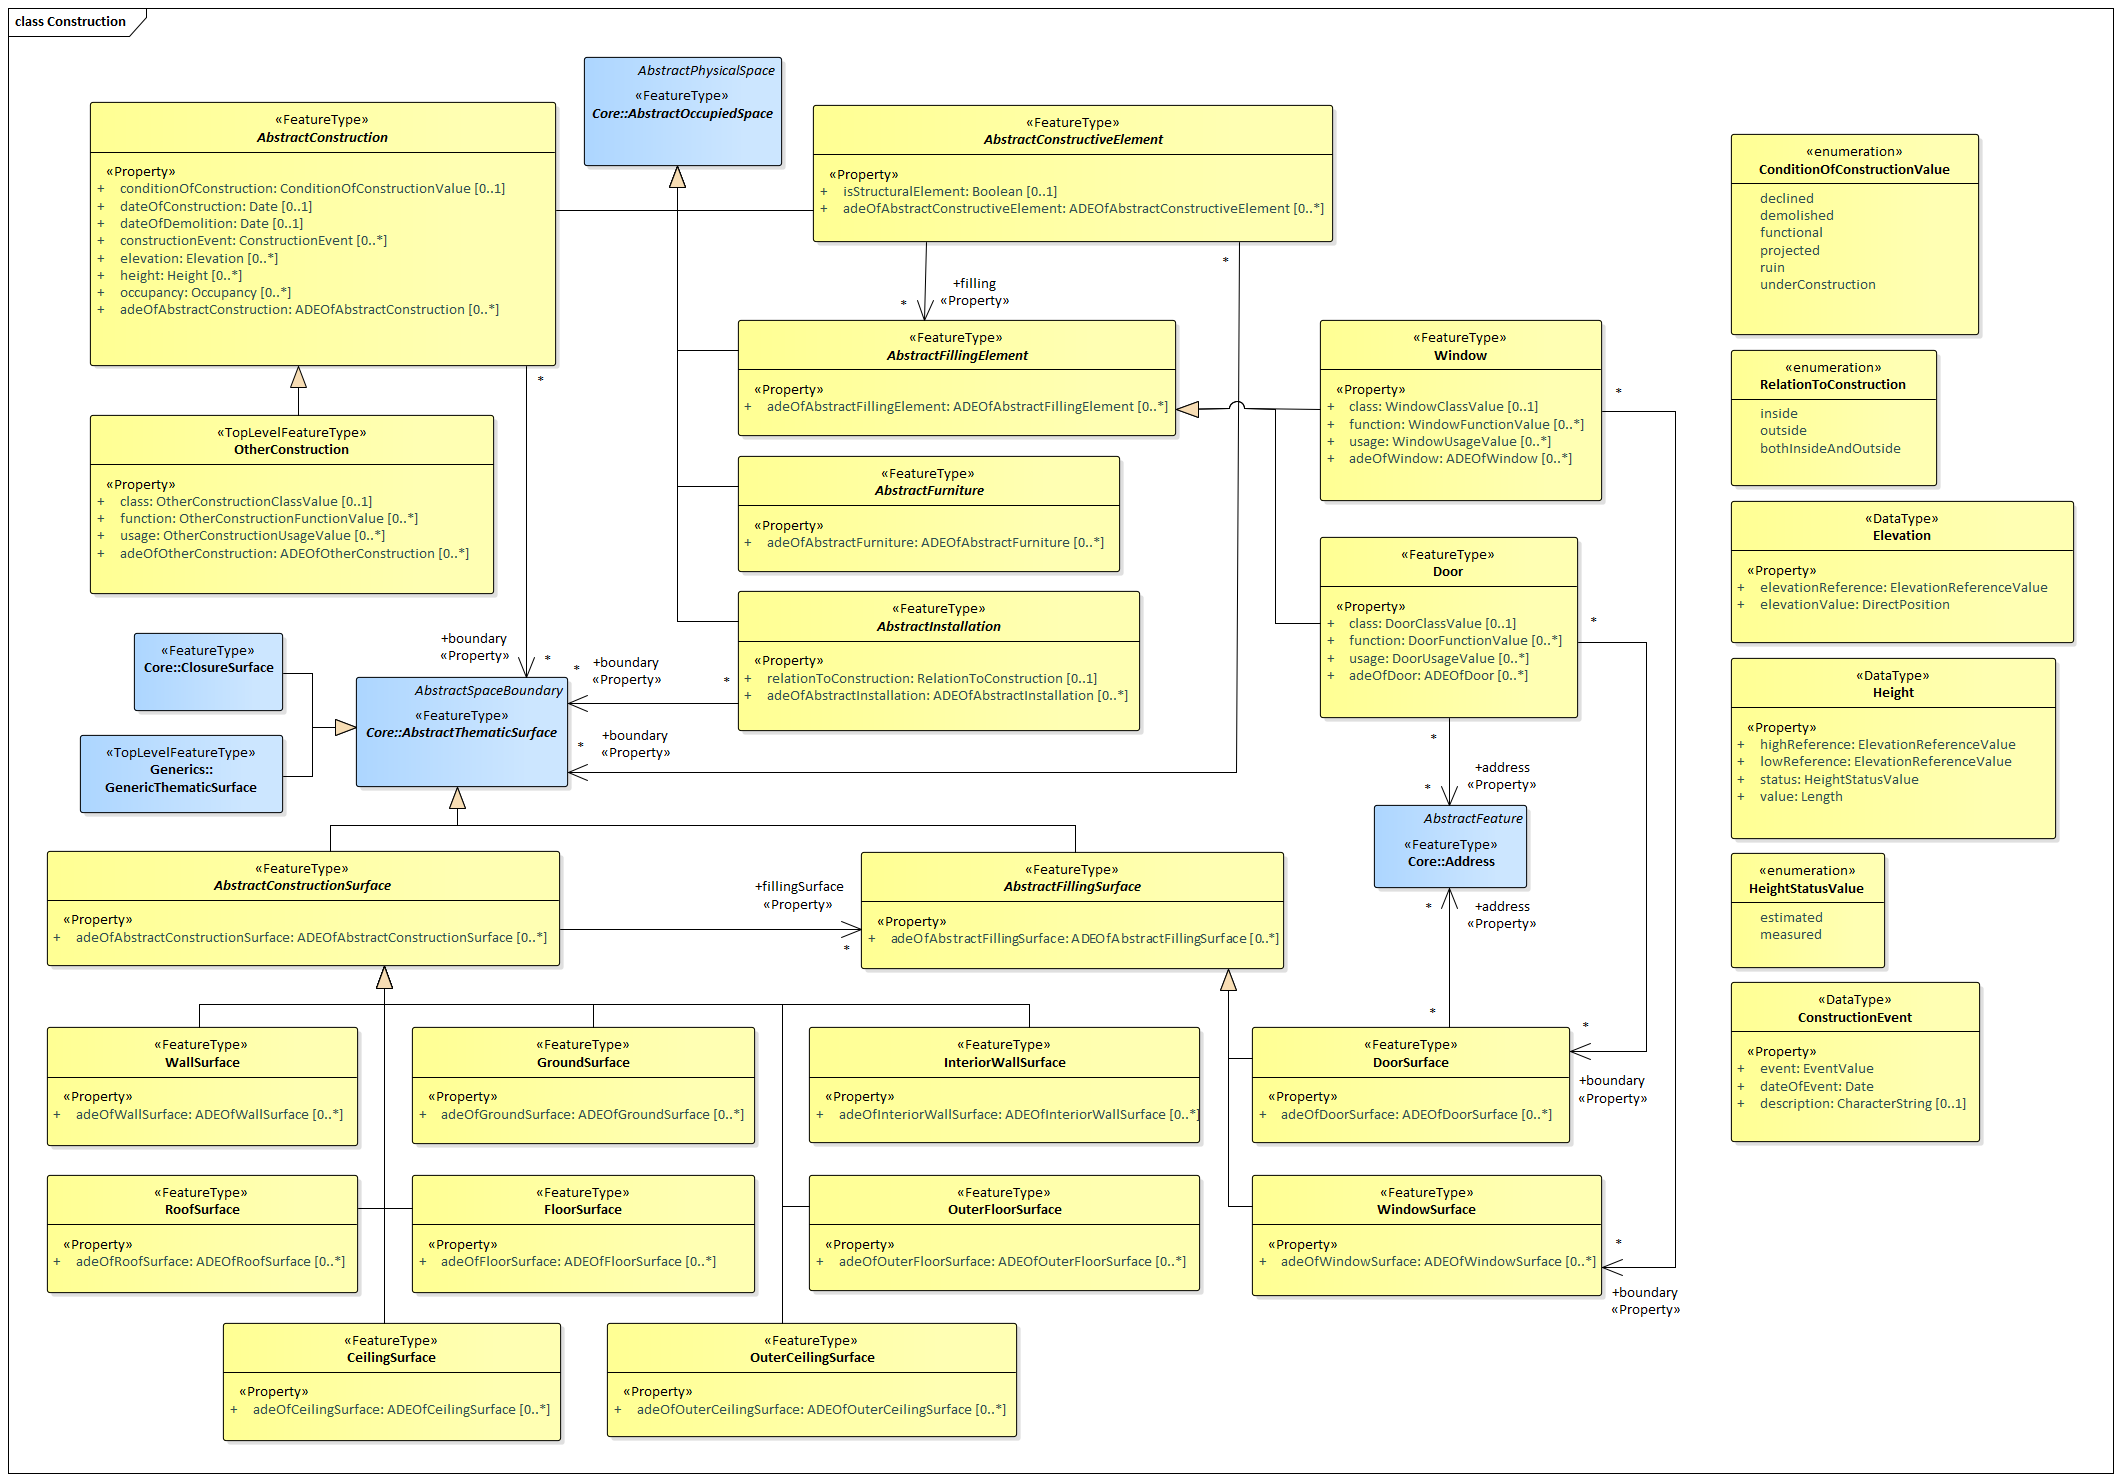 class Construction
AbstractPhysicalSpace
«FeatureType»
Core::AbstractOccupiedSpace
«FeatureType»
AbstractConstruction
«Property»
+ conditionOfConstruction: ConditionOfConstructionValue [0..1]
+ dateOfConstruction: Date [0..1]
+ dateOfDemolition: Date [0..1]
+ constructionEvent: ConstructionEvent [0..*]
+ elevation: Elevation [0..*]
+ height: Height [0..*]
+ occupancy: Occupancy [0..*]
+ adeOfAbstractConstruction: ADEOfAbstractConstruction [0..*]
«FeatureType»
AbstractConstructiveElement
«Property»
+ isStructuralElement: Boolean [0..1]
+ adeOfAbstractConstructiveElement: ADEOfAbstractConstructiveElement [0..*]
*
+filling
«Property»
*
«enumeration»
ConditionOfConstructionValue
declined
demolished
functional
projected
ruin
underConstruction
«FeatureType»
AbstractFillingElement
«Property»
+ adeOfAbstractFillingElement: ADEOfAbstractFillingElement [0..*]
«FeatureType»
Window
«Property»
+ class: WindowClassValue [0..1]
+ function: WindowFunctionValue [0..*]
+ usage: WindowUsageValue [0..*]
+ adeOfWindow: ADEOfWindow [0..*]
*
«enumeration»
RelationToConstruction
inside
outside
bothInsideAndOutside
*
«TopLevelFeatureType»
OtherConstruction
«Property»
+ class: OtherConstructionClassValue [0..1]
+ function: OtherConstructionFunctionValue [0..*]
+ usage: OtherConstructionUsageValue [0..*]
+ adeOfOtherConstruction: ADEOfOtherConstruction [0..*]
«FeatureType»
AbstractFurniture
«Property»
+ adeOfAbstractFurniture: ADEOfAbstractFurniture [0..*]
«DataType»
Elevation
«Property»
+ elevationReference: ElevationReferenceValue
+ elevationValue: DirectPosition
«FeatureType»
Door
«Property»
+ class: DoorClassValue [0..1]
+ function: DoorFunctionValue [0..*]
+ usage: DoorUsageValue [0..*]
+ adeOfDoor: ADEOfDoor [0..*]
*
«FeatureType»
AbstractInstallation
«Property»
+ relationToConstruction: RelationToConstruction [0..1]
+ adeOfAbstractInstallation: ADEOfAbstractInstallation [0..*]
«FeatureType»
Core::ClosureSurface
+boundary
«Property»
*
*
+boundary
«Property»
*
«DataType»
Height
«Property»
+ highReference: ElevationReferenceValue
+ lowReference: ElevationReferenceValue
+ status: HeightStatusValue
+ value: Length
AbstractSpaceBoundary
«FeatureType»
Core::AbstractThematicSurface
*
+boundary
«Property»
«TopLevelFeatureType»
Generics::
GenericThematicSurface
*
+address
«Property»
*
AbstractFeature
«FeatureType»
Core::Address
*
+address
«Property»
*
«FeatureType»
AbstractConstructionSurface
«Property»
+ adeOfAbstractConstructionSurface: ADEOfAbstractConstructionSurface [0..*]
+fillingSurface
«Property»
*
«FeatureType»
AbstractFillingSurface
«Property»
+ adeOfAbstractFillingSurface: ADEOfAbstractFillingSurface [0..*]
«enumeration»
HeightStatusValue
estimated
measured
«DataType»
ConstructionEvent
«Property»
+ event: EventValue
+ dateOfEvent: Date
+ description: CharacterString [0..1]
«FeatureType»
WallSurface
«Property»
+ adeOfWallSurface: ADEOfWallSurface [0..*]
«FeatureType»
GroundSurface
«Property»
+ adeOfGroundSurface: ADEOfGroundSurface [0..*]
«FeatureType»
InteriorWallSurface
«Property»
+ adeOfInteriorWallSurface: ADEOfInteriorWallSurface [0..*]
«FeatureType»
DoorSurface
«Property»
+ adeOfDoorSurface: ADEOfDoorSurface [0..*]
*
+boundary
«Property»
«FeatureType»
RoofSurface
«Property»
+ adeOfRoofSurface: ADEOfRoofSurface [0..*]
«FeatureType»
FloorSurface
«Property»
+ adeOfFloorSurface: ADEOfFloorSurface [0..*]
«FeatureType»
OuterFloorSurface
«Property»
+ adeOfOuterFloorSurface: ADEOfOuterFloorSurface [0..*]
«FeatureType»
WindowSurface
«Property»
+ adeOfWindowSurface: ADEOfWindowSurface [0..*]
*
+boundary
«Property»
«FeatureType»
CeilingSurface
«Property»
+ adeOfCeilingSurface: ADEOfCeilingSurface [0..*]
«FeatureType»
OuterCeilingSurface
«Property»
+ adeOfOuterCeilingSurface: ADEOfOuterCeilingSurface [0..*]